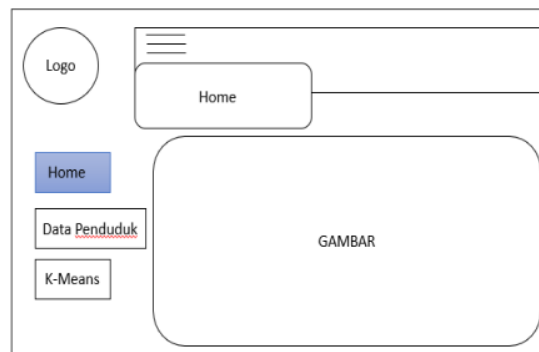 Logo
Home
Home
Data Penduduk
K-Means
GAMBAR